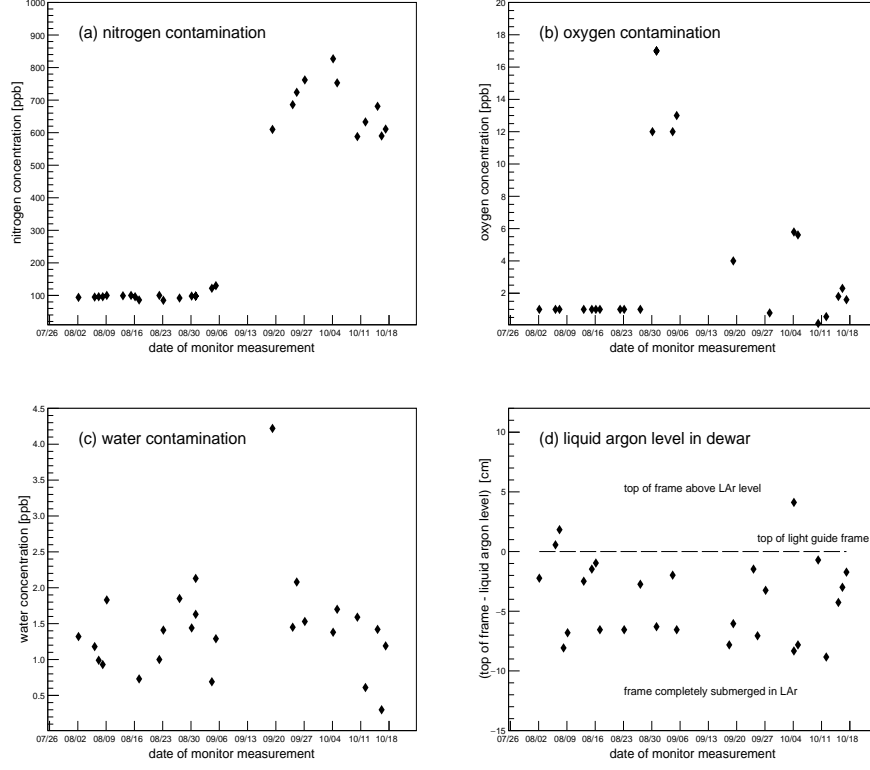 (a) nitrogen contamination
nitrogen concentration [ppb]
1000
900
800
700
600
500
400
300
200
100
07/26 08/02 08/09 08/16 08/23 08/30 09/06 09/13 09/20 09/27 10/04 10/11 10/18
date of monitor measurement
(b) oxygen contamination
oxygen concentration [ppb]
20
18
16
14
12
10
8
6
4
2
07/26 08/02 08/09 08/16 08/23 08/30 09/06 09/13 09/20 09/27 10/04 10/11 10/18
date of monitor measurement
(c) water contamination
water concentration [ppb]
4.5
4.0
3.5
3.0
2.5
2.0
1.5
1.0
0.5
07/26 08/02 08/09 08/16 08/23 08/30 09/06 09/13 09/20 09/27 10/04 10/11 10/18
date of monitor measurement
(d) liquid argon level in dewar
(top of frame - liquid argon level) [cm]
10
5
0
−5
−10
−15
top of frame above LAr level
top of light guide frame
frame completely submerged in LAr
07/26 08/02 08/09 08/16 08/23 08/30 09/06 09/13 09/20 09/27 10/04 10/11 10/18
date of monitor measurement